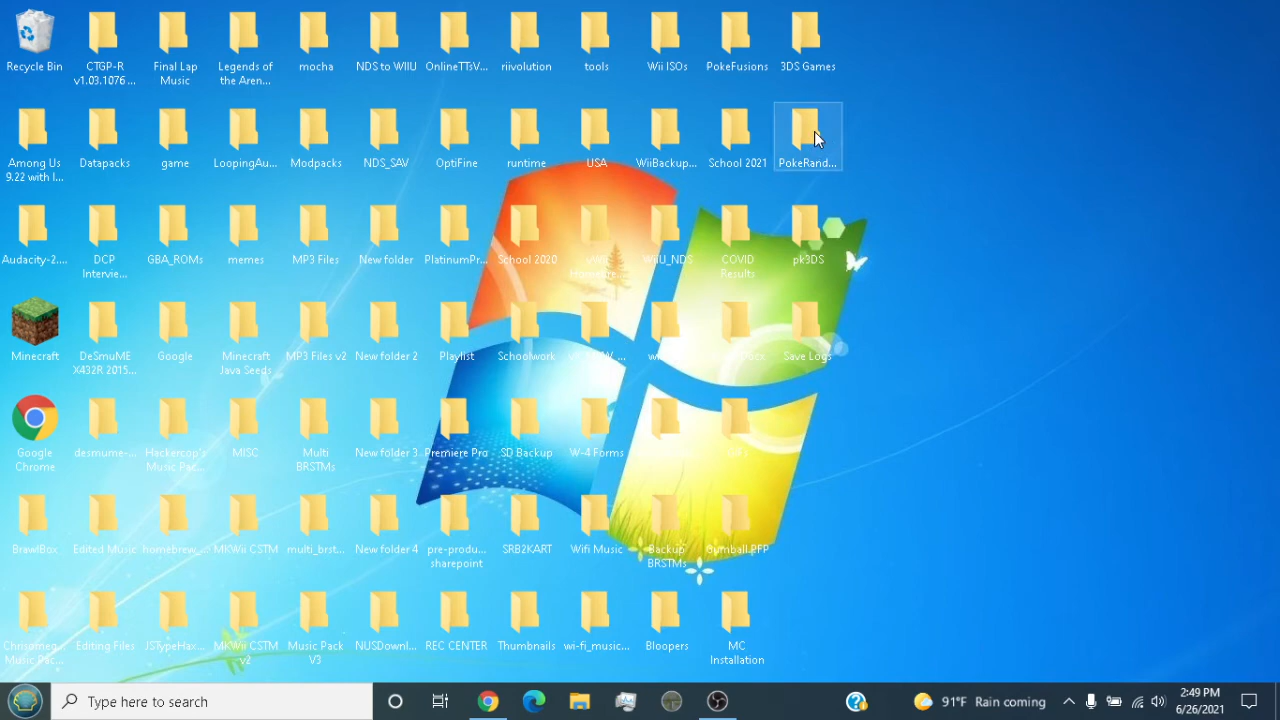 Recycle Bin
CTGP-R
v1.03.1076 ...
Final Lap
Music
Legends of
the Aren...
mocha
NDS to WIIU
OnlineTTsV...
riivolution
tools
Wii ISOs
PokeFusions
3DS Games
Among Us
9.22 with l...
Datapacks
game
LoopingAu...
Modpacks
NDS_SAV
OptiFine
runtime
USA
WiiBackup...
School 2021
PokeRand...
Audacity-2....
DCP
Intervie...
GBA_ROMs
memes
MP3 Files
New folder
PlatinumPr...
School 2020
WiiU_NDS
COVID
Results
pk3DS
Minecraft
DeSmuME
X432R 2015...
Google
Minecraft
Java Seeds
MP3 Files v2
New folder 2
Playlist
Schoolwork
Save Logs
Google
Chrome
desmume-...
Hackercop's
Music Pac...
MISC
Multi
BRSTMs
New folder 3
Premiere Pro
SD Backup
W-4 Forms
BrawlBox
Edited Music
homebrew_...
MKWii CSTM
multi_brst...
New folder 4
pre-produ...
sharepoint
SRB2KART
Wifi Music
Backup
BRSTMs
Gumball.PFP
Music Pac...
Editing Files
JSTypeHax...
MKWii CSTM
v2
Music Pack
V3
NUSDownl...
REC CENTER
Thumbnails
wi-fi_music...
Bloopers
MC
Installation
Type here to search
91°F Rain coming
2:49 PM
6/26/2021